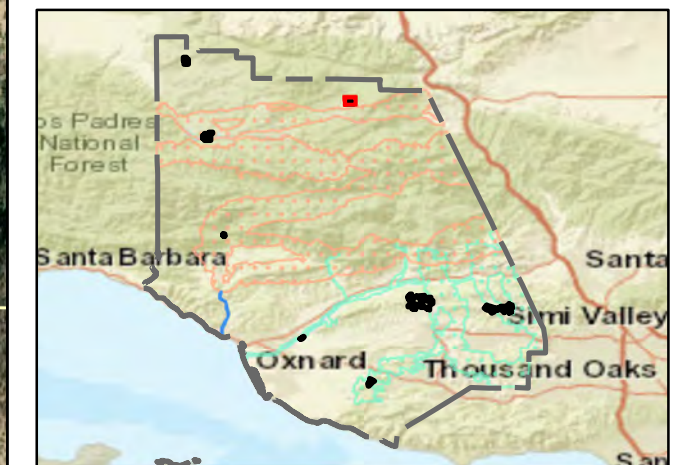 os Padres
National
Forest
Santa Barbara
Santa
Simi Valley
Oxnard
Thousand Oaks
San